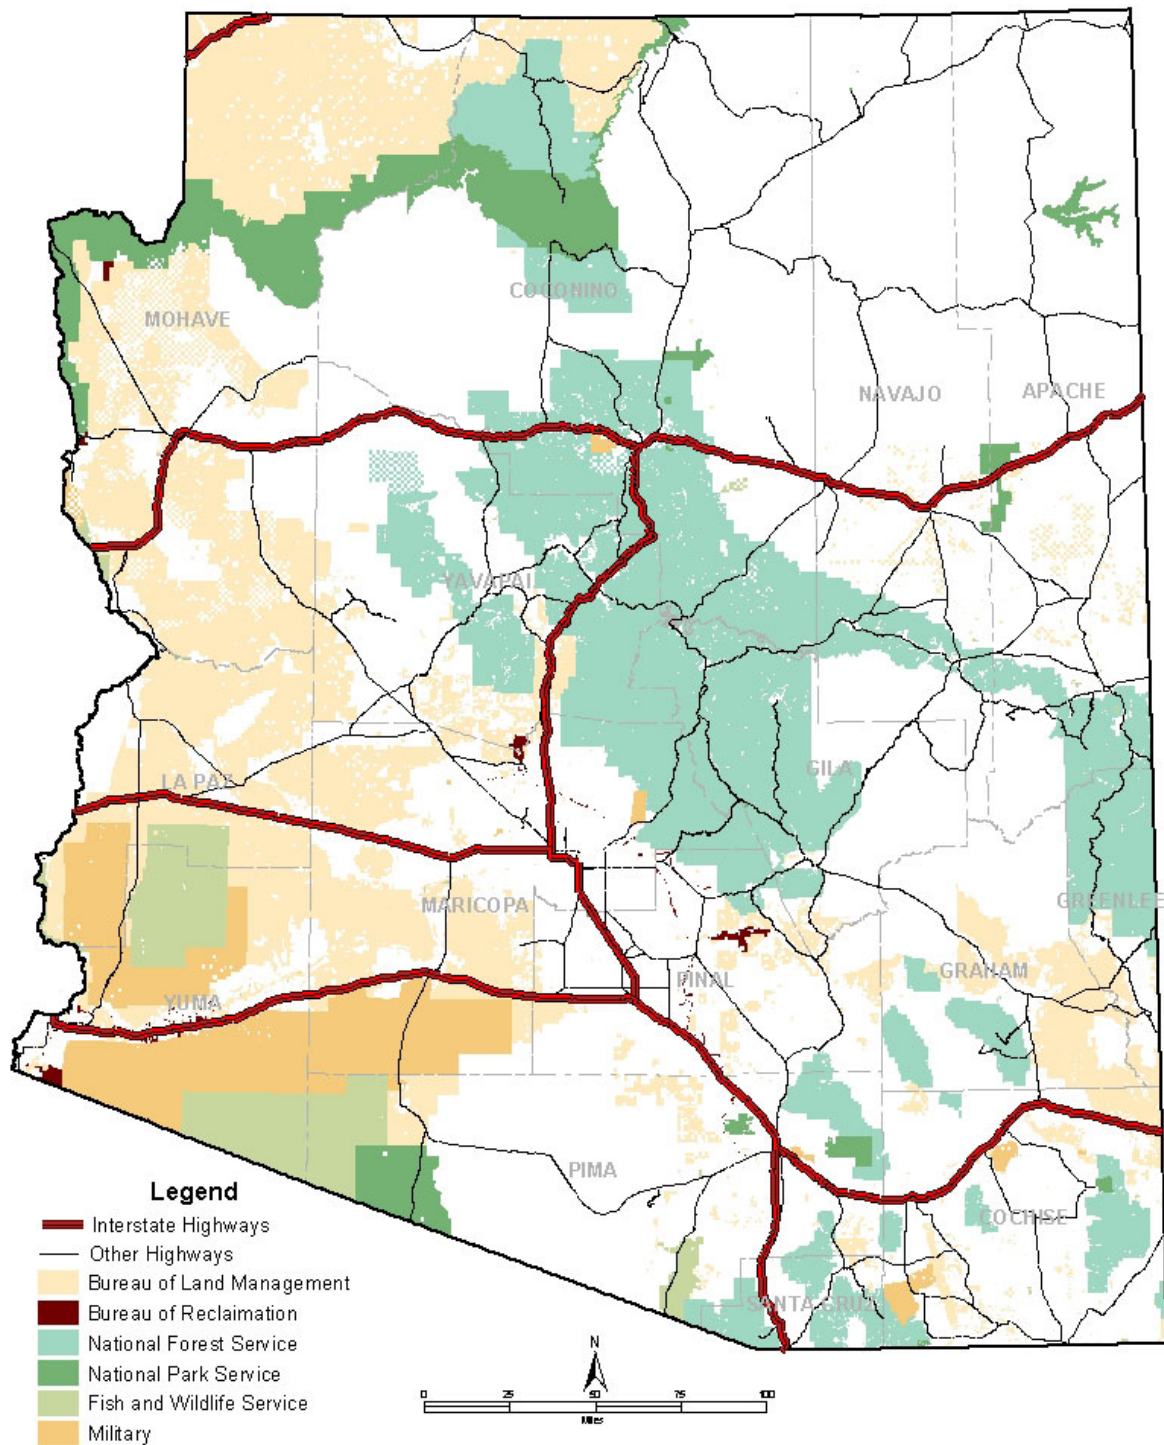 COCONINO
MOHAVE
NAVAJO
APACHE
YAVAPAI
LA PAZ
GILA
MARICOPA
GREENLEE
GRAHAM
PINAL
YUMA
PIMA
COCHISE
SANTA CRUZ
Legend
Interstate Highways
Other Highways
Bureau of Land Management
Bureau of Reclaimation
National Forest Service
National Park Service
Fish and Wildlife Service
Military
N
0 25 50 75 100
Miles